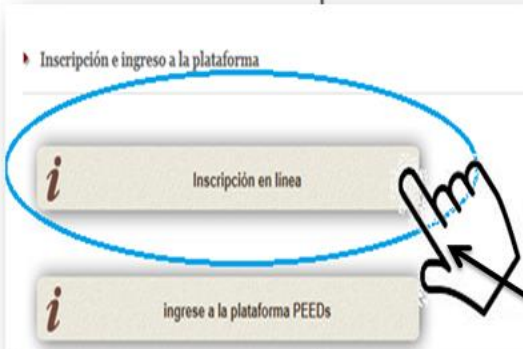 Inscripción e ingreso a la plataforma
i Inscripción en línea
i ingrese a la plataforma PEEDs